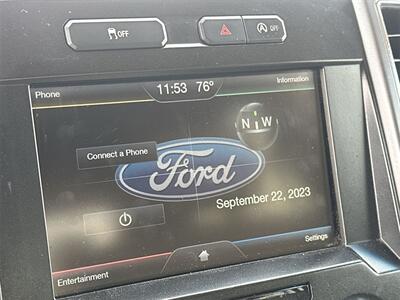 OFF
OFF
Phone
11:53 76°
Information
N W
Connect a Phone
Ford
September 22, 2023
Entertainment
Settings